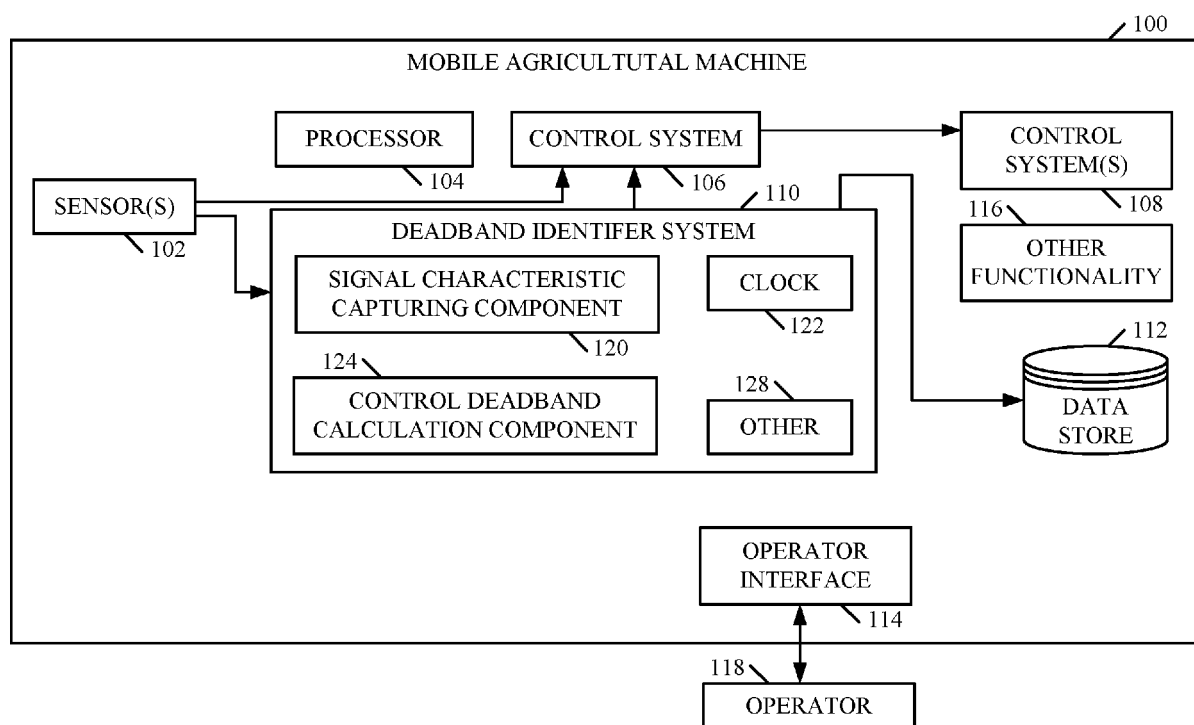 100
MOBILE AGRICULTUTAL MACHINE
PROCESSOR
104
CONTROL SYSTEM
106
CONTROL
SYSTEM(S)
108
SENSOR(S)
102
110
DEADBAND IDENTIFER SYSTEM
116
OTHER
FUNCTIONALITY
SIGNAL CHARACTERISTIC
CAPTURING COMPONENT
120
CLOCK
122
124
CONTROL DEADBAND
CALCULATION COMPONENT
128
OTHER
112
DATA
STORE
OPERATOR
INTERFACE
114
118
OPERATOR